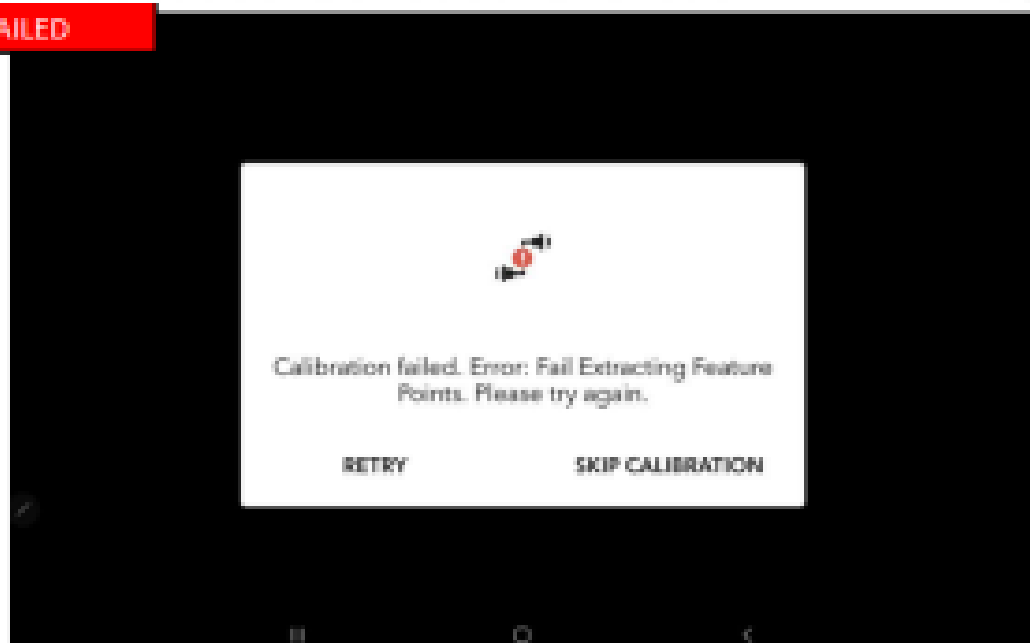 AILED
Calibration failed. Error: Fail Extracting Feature
Points. Please try again.
RETRY
SKIP CALIBRATION